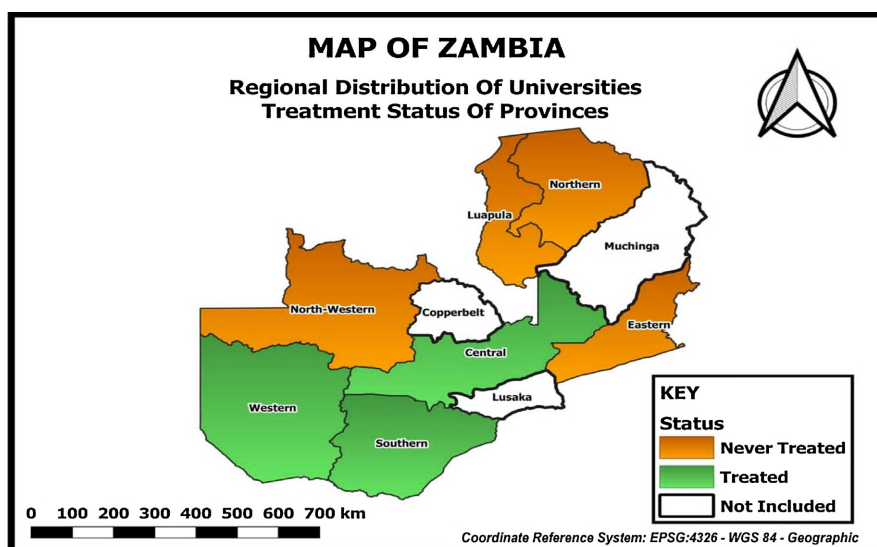 MAP OF ZAMBIA
Regional Distribution Of Universities
Treatment Status Of Provinces
Northern
Luapula
Muchinga
North-Western
Copperbelt
Eastern
Central
Lusaka
Western
Southern
KEY
Status
Never Treated
Treated
Not Included
0 100 200 300 400 500 600 700 km
Coordinate Reference System: EPSG:4326 - WGS 84 - Geographic